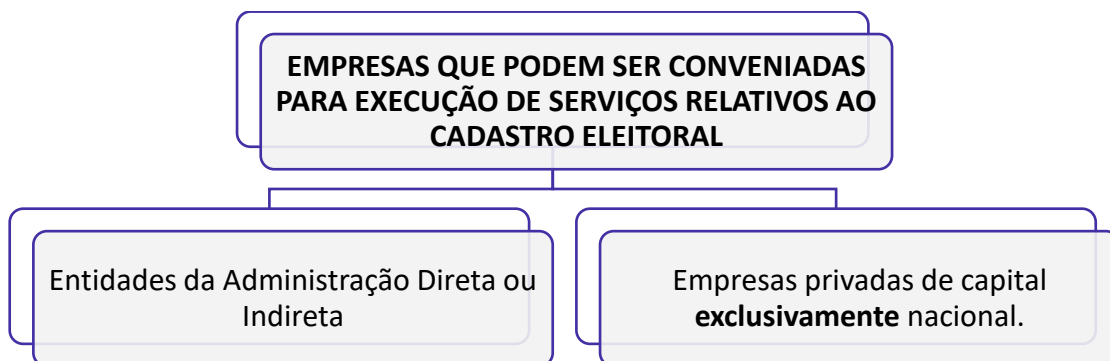 EMPRESAS QUE PODEM SER CONVENIADAS
PARA EXECUÇÃO DE SERVIÇOS RELATIVOS AO
CADASTRO ELEITORAL
Entidades da Administração Direta ou
Indireta
Empresas privadas de capital
exclusivamente nacional.